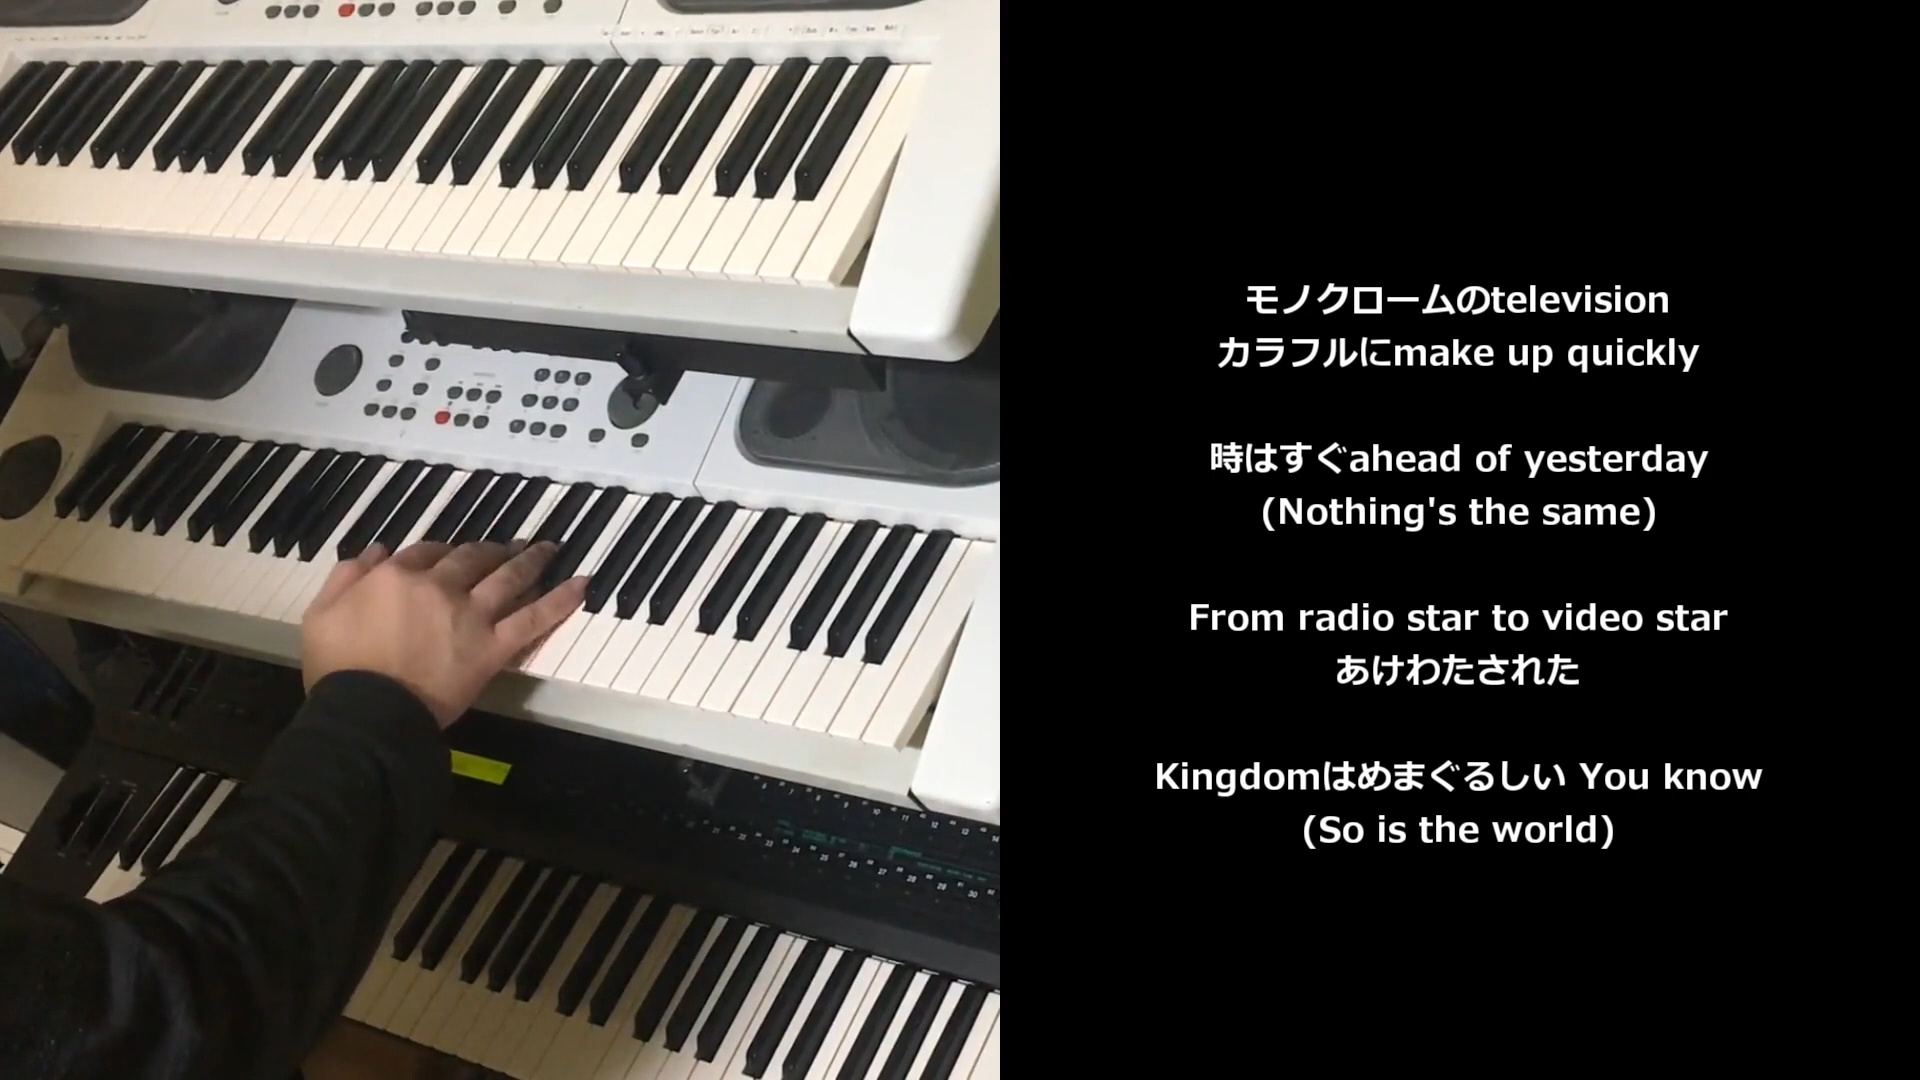 モノクロームのtelevision
カラフルにmake up quickly
時はすぐahead of yesterday
(Nothing's the same)
From radio star to video star
あけわたされた
Kingdomはめまぐるしい You know
(So is the world)